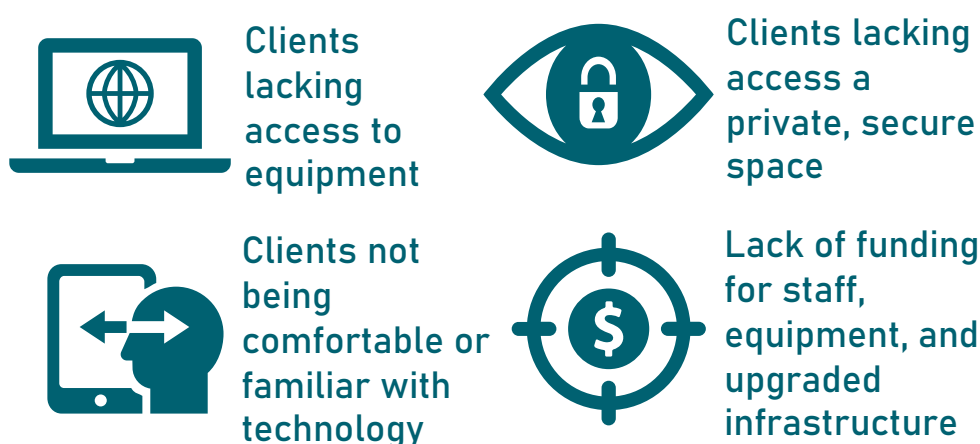 Clients
lacking
access to
equipment
Clients lacking
access a
private, secure
space
Clients not
being
comfortable or
familiar with
technology
$
Lack of funding
for staff,
equipment, and
upgraded
infrastructure